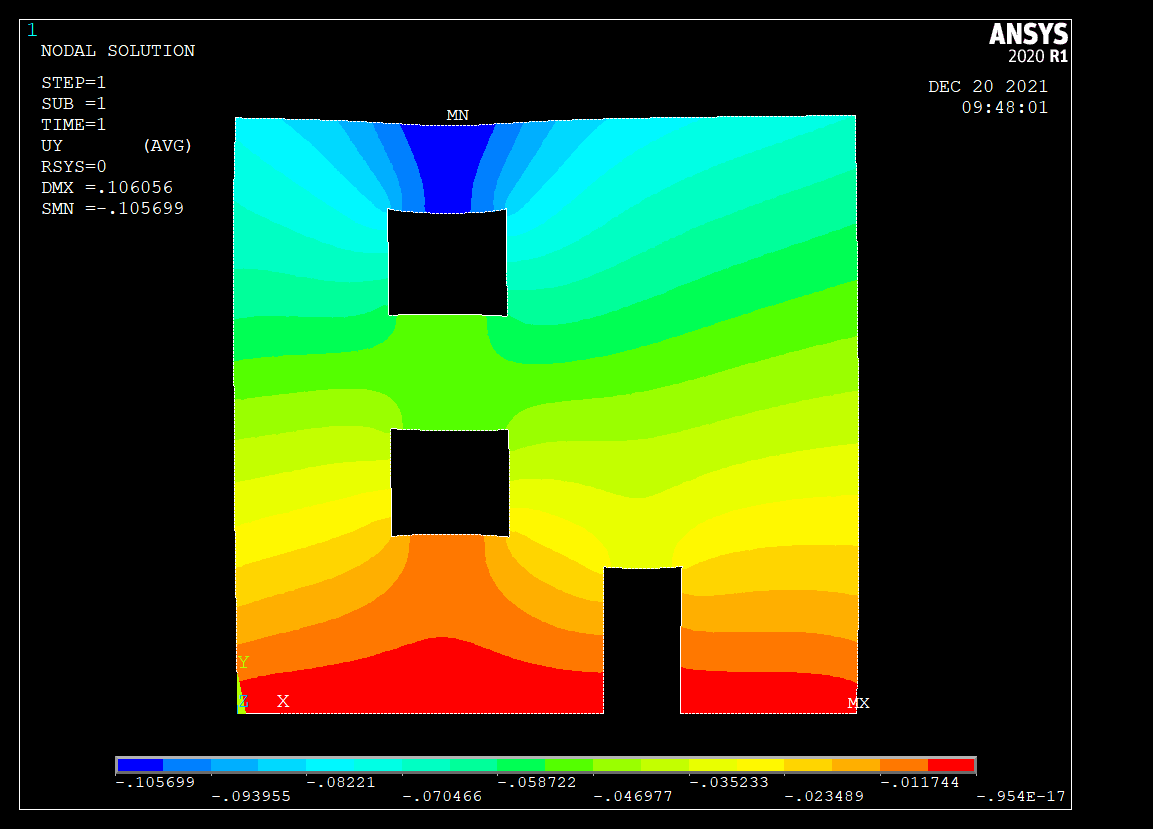 1
ANSYS
2020 R1
NODAL SOLUTION
STEP=1
SUB =1
TIME=1
UY (AVG)
RSYS=0
DMX =.106056
SMN =-.105699
DEC 20 2021
09:48:01
MN
Y
Z X
MX
-.105699 -.08221 -.058722 -.035233 -.011744
-.093955 -.070466 -.046977 -.023489 -.954E-17